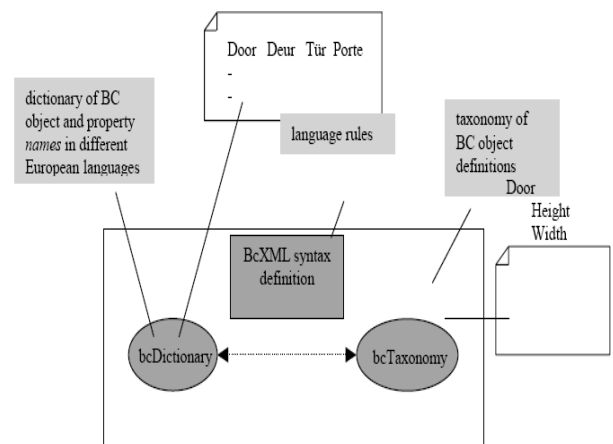 Door Deur Tür Porte
-
-
dictionary of BC
object and property
names in different
European languages
language rules
taxonomy of
BC object
definitions
Door
Height
Width
BcXML syntax
definition
bcDictionary
bcTaxonomy